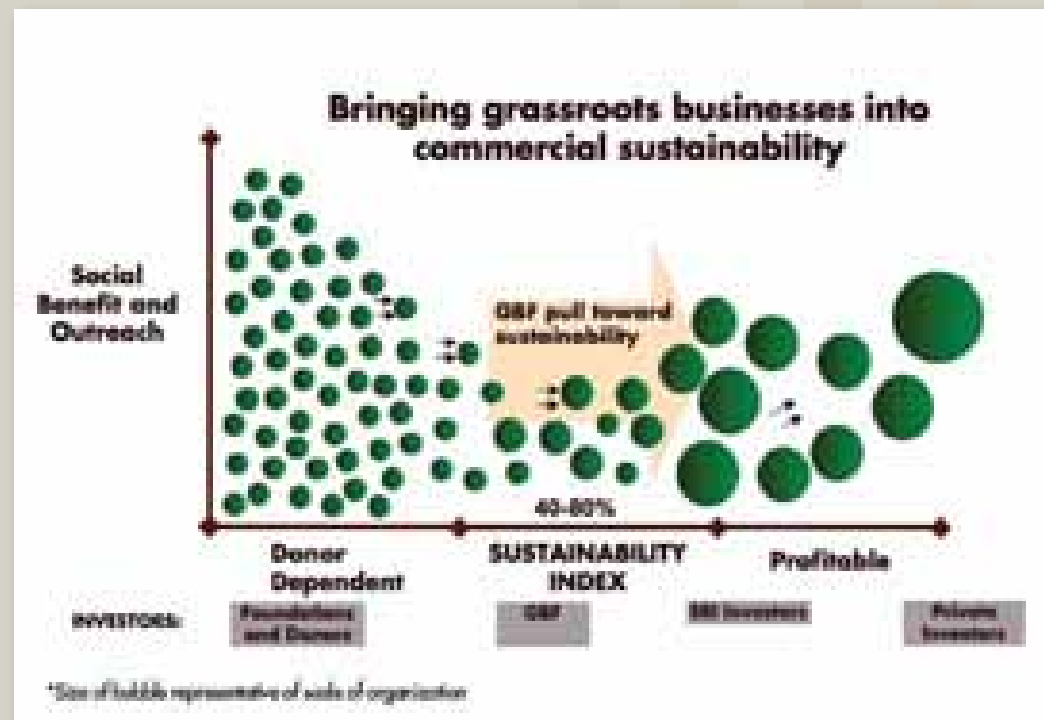 Bringing grassroots businesses into
commercial sustainability
Social
Benefit and
Outreach
GBF pull toward
sustainability
40-80%
Donor
Dependent
SUSTAINABILITY
INDEX
Profitable
INVESTORS:
Foundations
and Donors
GBF
SRI Investors
Private
Investors
*Size of bubble representative of scale of organization